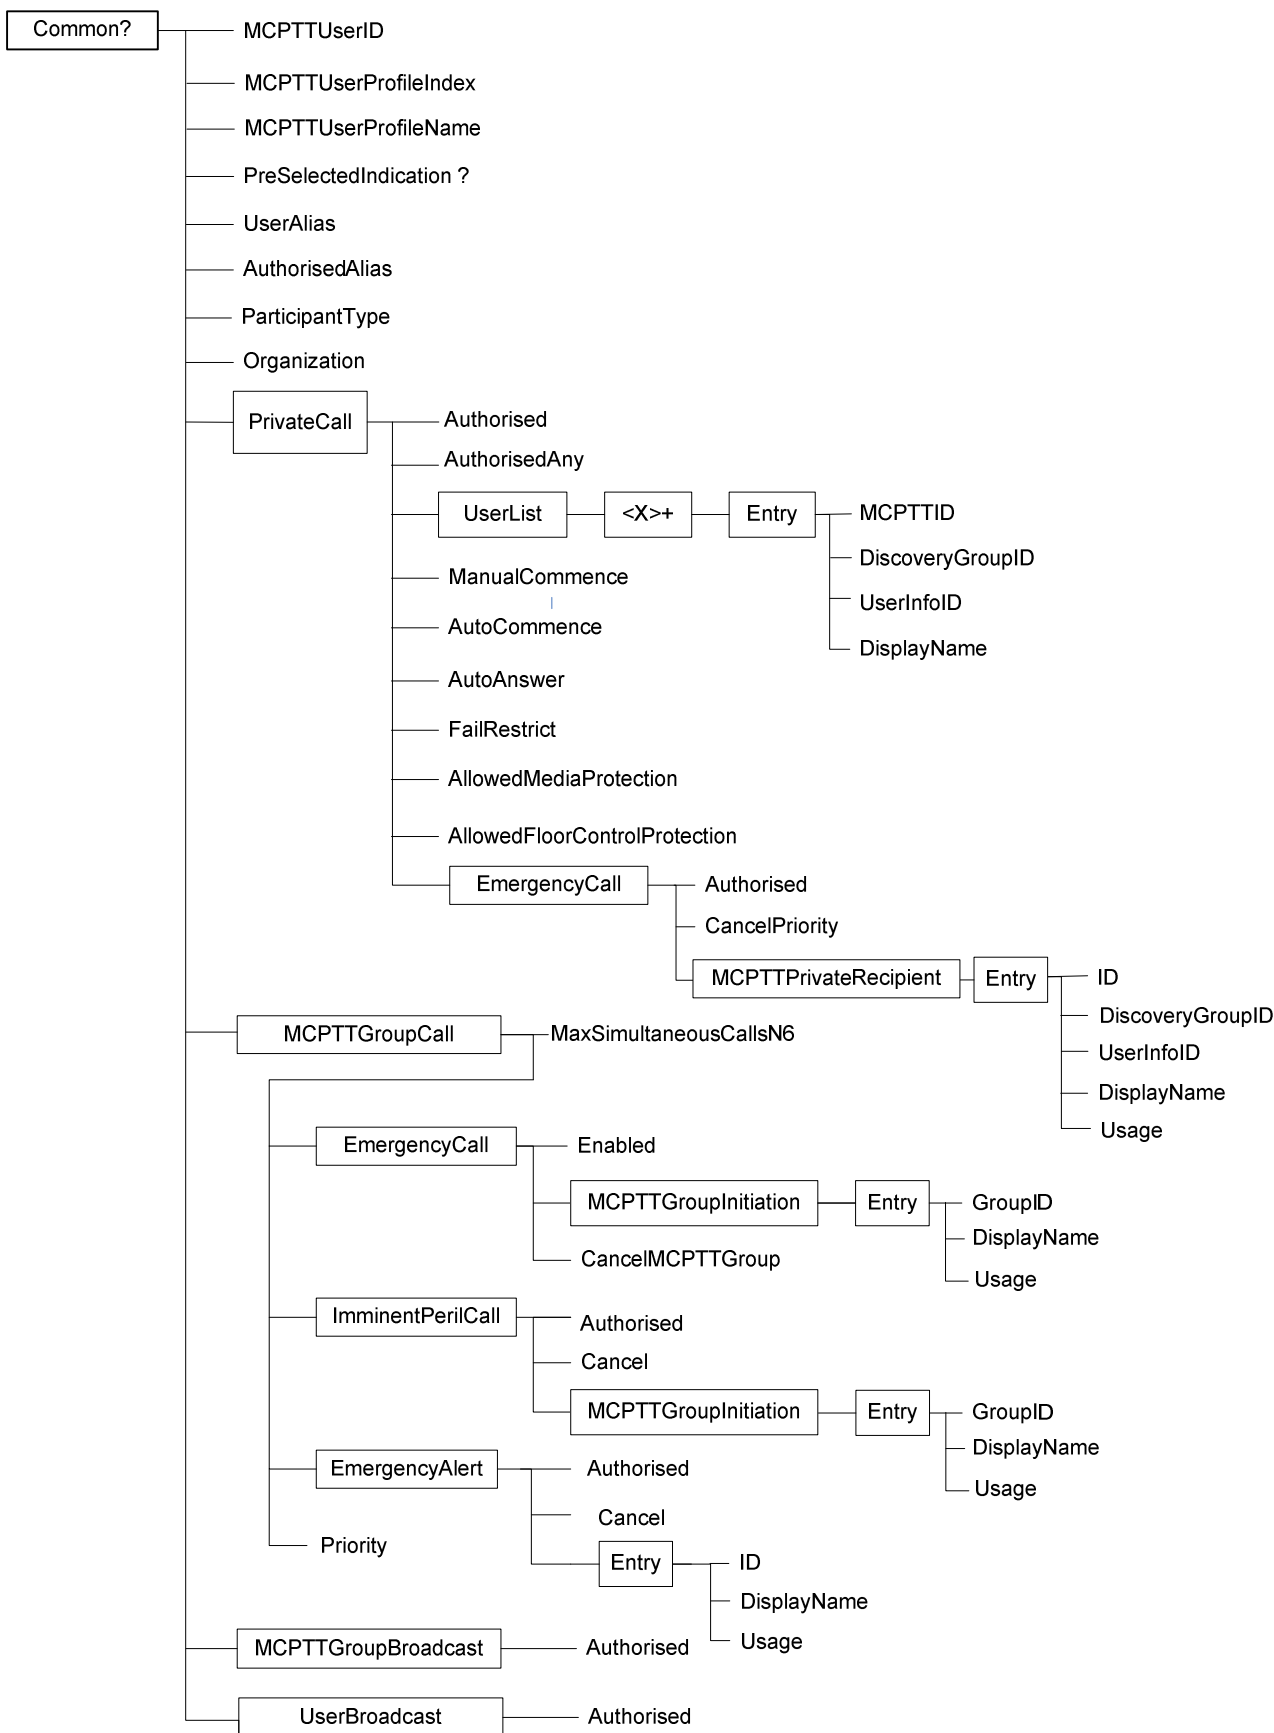 Common?
MCPTTUserID
MCPTTUserProfileIndex
MCPTTUserProfileName
PreSelectedIndication ?
UserAlias
AuthorisedAlias
ParticipantType
Organization
PrivateCall
Authorised
AuthorisedAny
UserList
<X>+
Entry
MCPTTID
DiscoveryGroupID
UserInfoID
DisplayName
ManualCommence
AutoCommence
AutoAnswer
FailRestrict
AllowedMediaProtection
AllowedFloorControlProtection
EmergencyCall
Authorised
CancelPriority
MCPTTPrivateRecipient
Entry
ID
DiscoveryGroupID
UserInfoID
DisplayName
Usage
MCPTTGroupCall
MaxSimultaneousCallsN6
EmergencyCall
Enabled
MCPTTGroupInitiation
Entry
GroupID
DisplayName
Usage
CancelMCPTTGroup
ImminentPerilCall
Authorised
Cancel
MCPTTGroupInitiation
Entry
GroupID
DisplayName
Usage
EmergencyAlert
Authorised
Cancel
Entry
ID
DisplayName
Usage
Priority
MCPTTGroupBroadcast
Authorised
UserBroadcast
Authorised